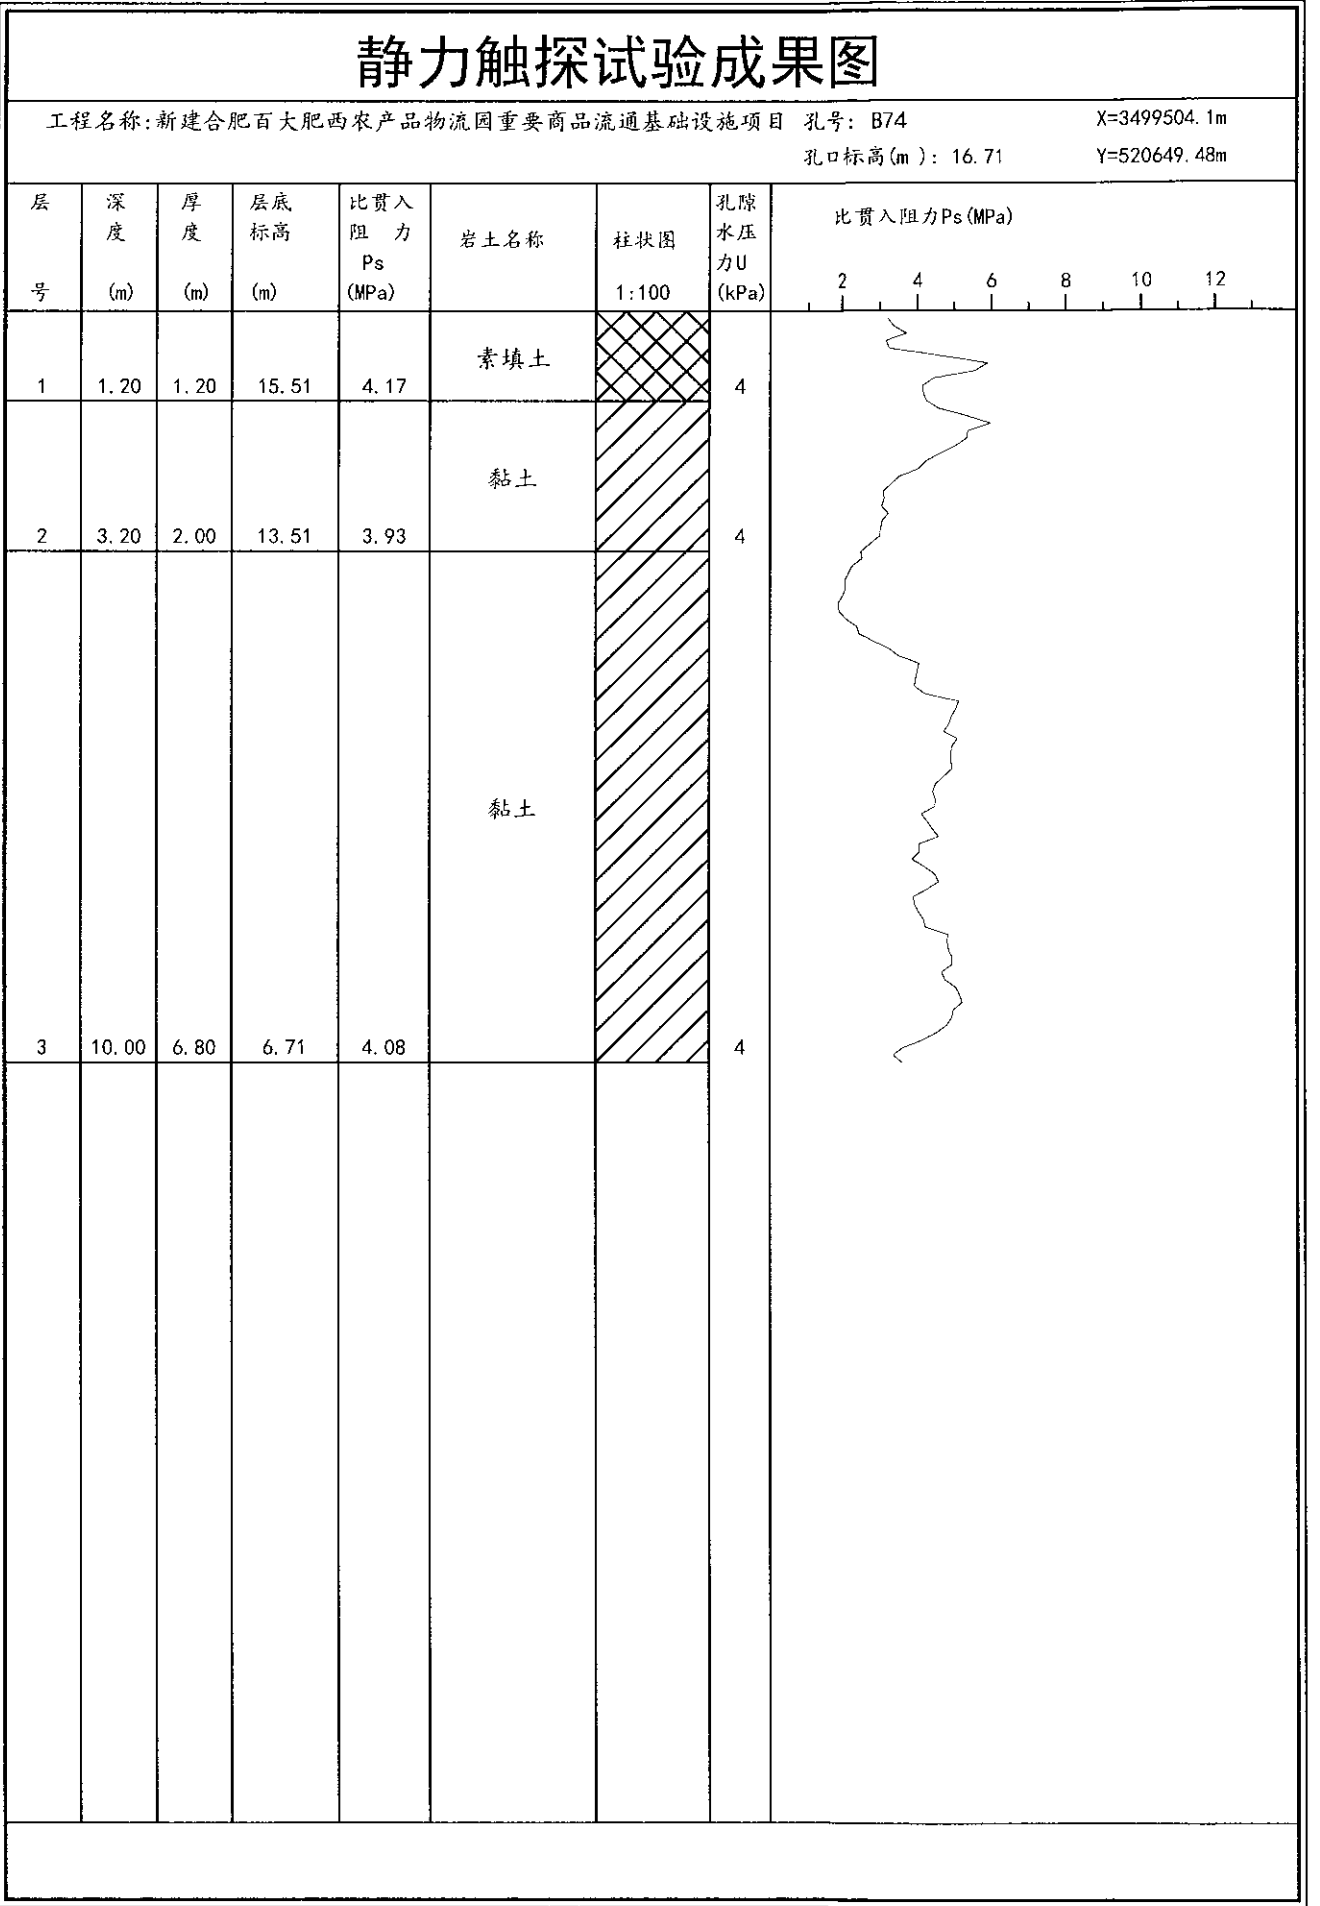 静力触探试验成果图
工程名称:新建合肥百大肥西农产品物流园重要商品流通基础设施项目 孔号: B74 X=3499504.1m
孔口标高(m): 16.71 Y=520649.48m
层号 深度(m) 厚度(m) 层底标高(m) 比贯入阻力Ps(MPa) 岩土名称 柱状图1:100 孔隙水压力U(kPa) 比贯入阻力Ps(MPa)
2 4 6 8 10 12
素填土
1 1.20 1.20 15.51 4.17 4
黏土
2 3.20 2.00 13.51 3.93 4
黏土
3 10.00 6.80 6.71 4.08 4